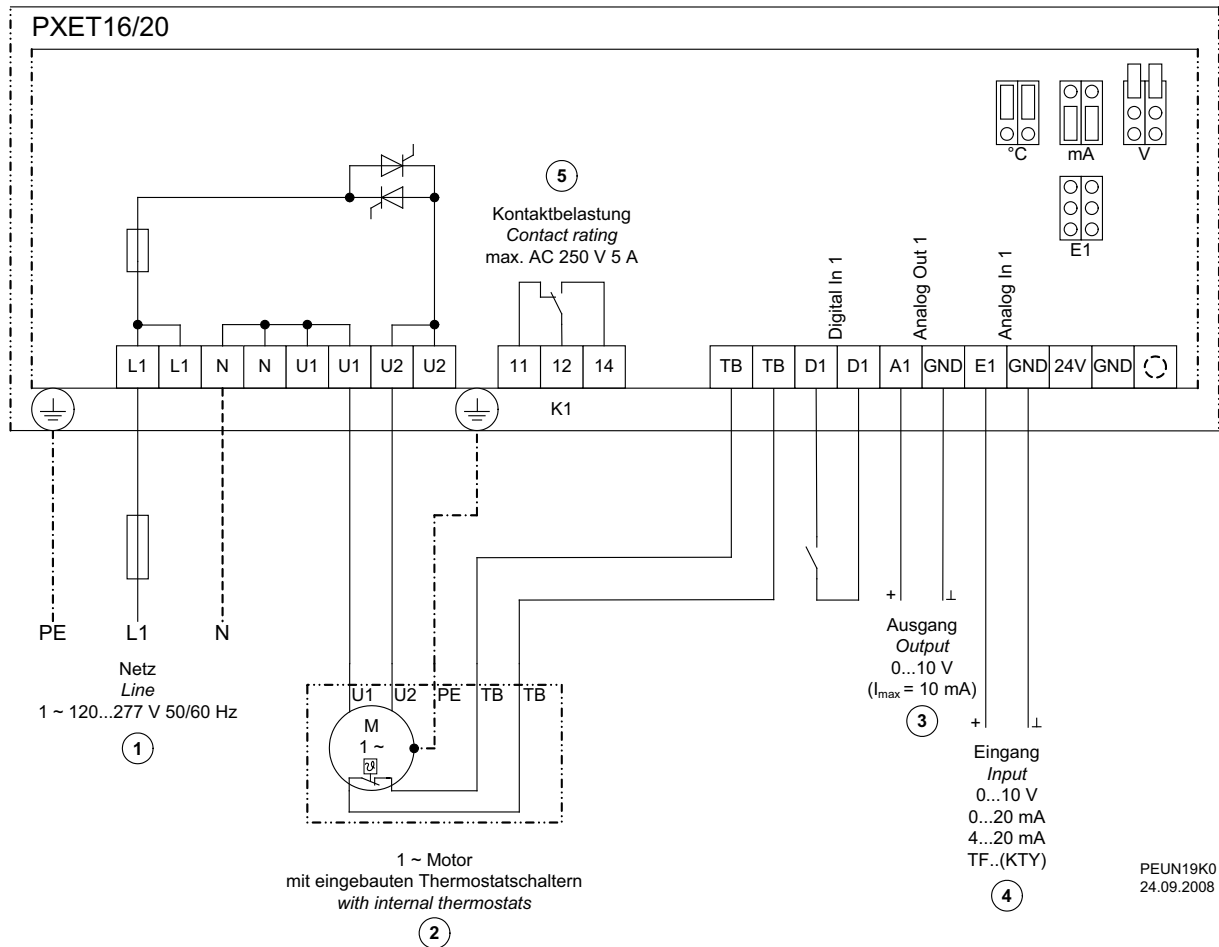 PXET16/20
°C
mA
V
E1
5
Kontaktbelastung
Contact rating
max. AC 250 V 5 A
Digital In 1
Analog Out 1
Analog In 1
L1 L1 N N U1 U1 U2 U2
11 12 14
TB TB D1 D1 A1 GND E1 GND 24V GND
K1
PE
L1
N
Netz
Line
1 ~ 120...277 V 50/60 Hz
1
U1 U2 PE TB TB
M
1 ~
ϑ
1 ~ Motor
mit eingebauten Thermostatschaltern
with internal thermostats
2
+ ⊥
Ausgang
Output
0...10 V
(Imax = 10 mA)
3
+ ⊥
Eingang
Input
0...10 V
0...20 mA
4...20 mA
TF..(KTY)
4
PEUN19K0
24.09.2008